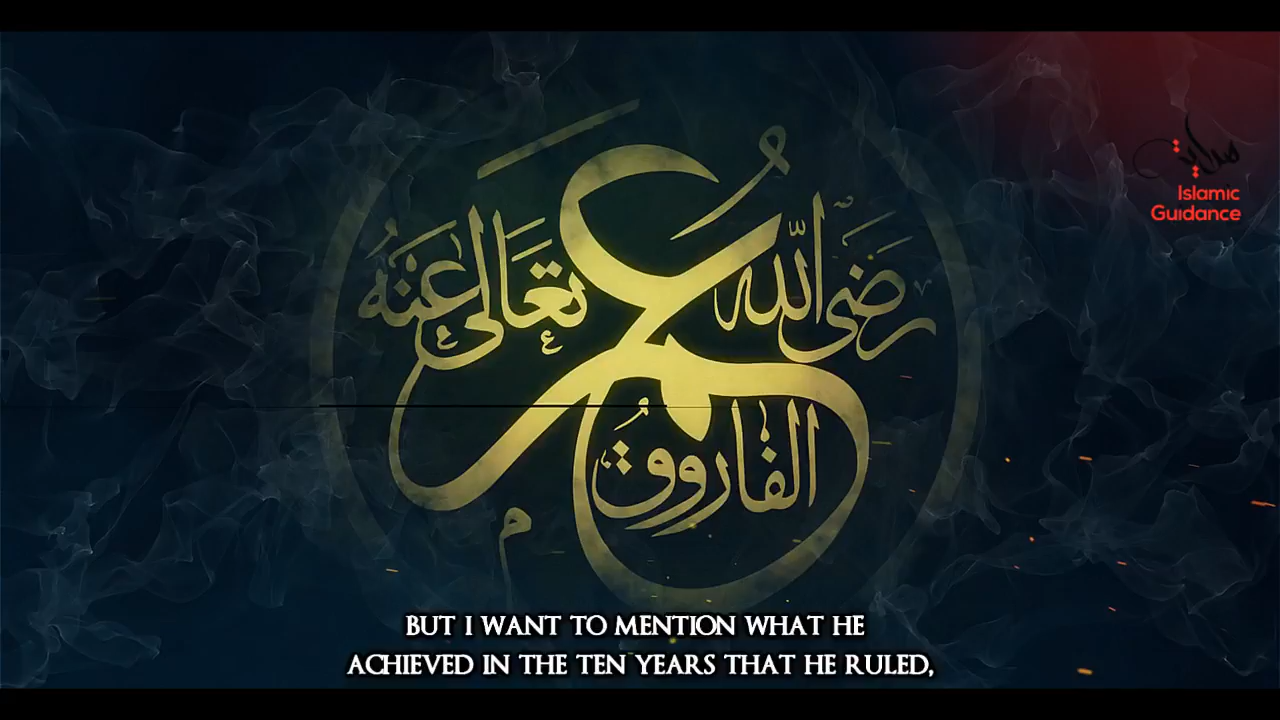 هداية
Islamic
Guidance
عمر
رضي الله تعالى عنه
الفاروق
BUT I WANT TO MENTION WHAT HE
ACHIEVED IN THE TEN YEARS THAT HE RULED,